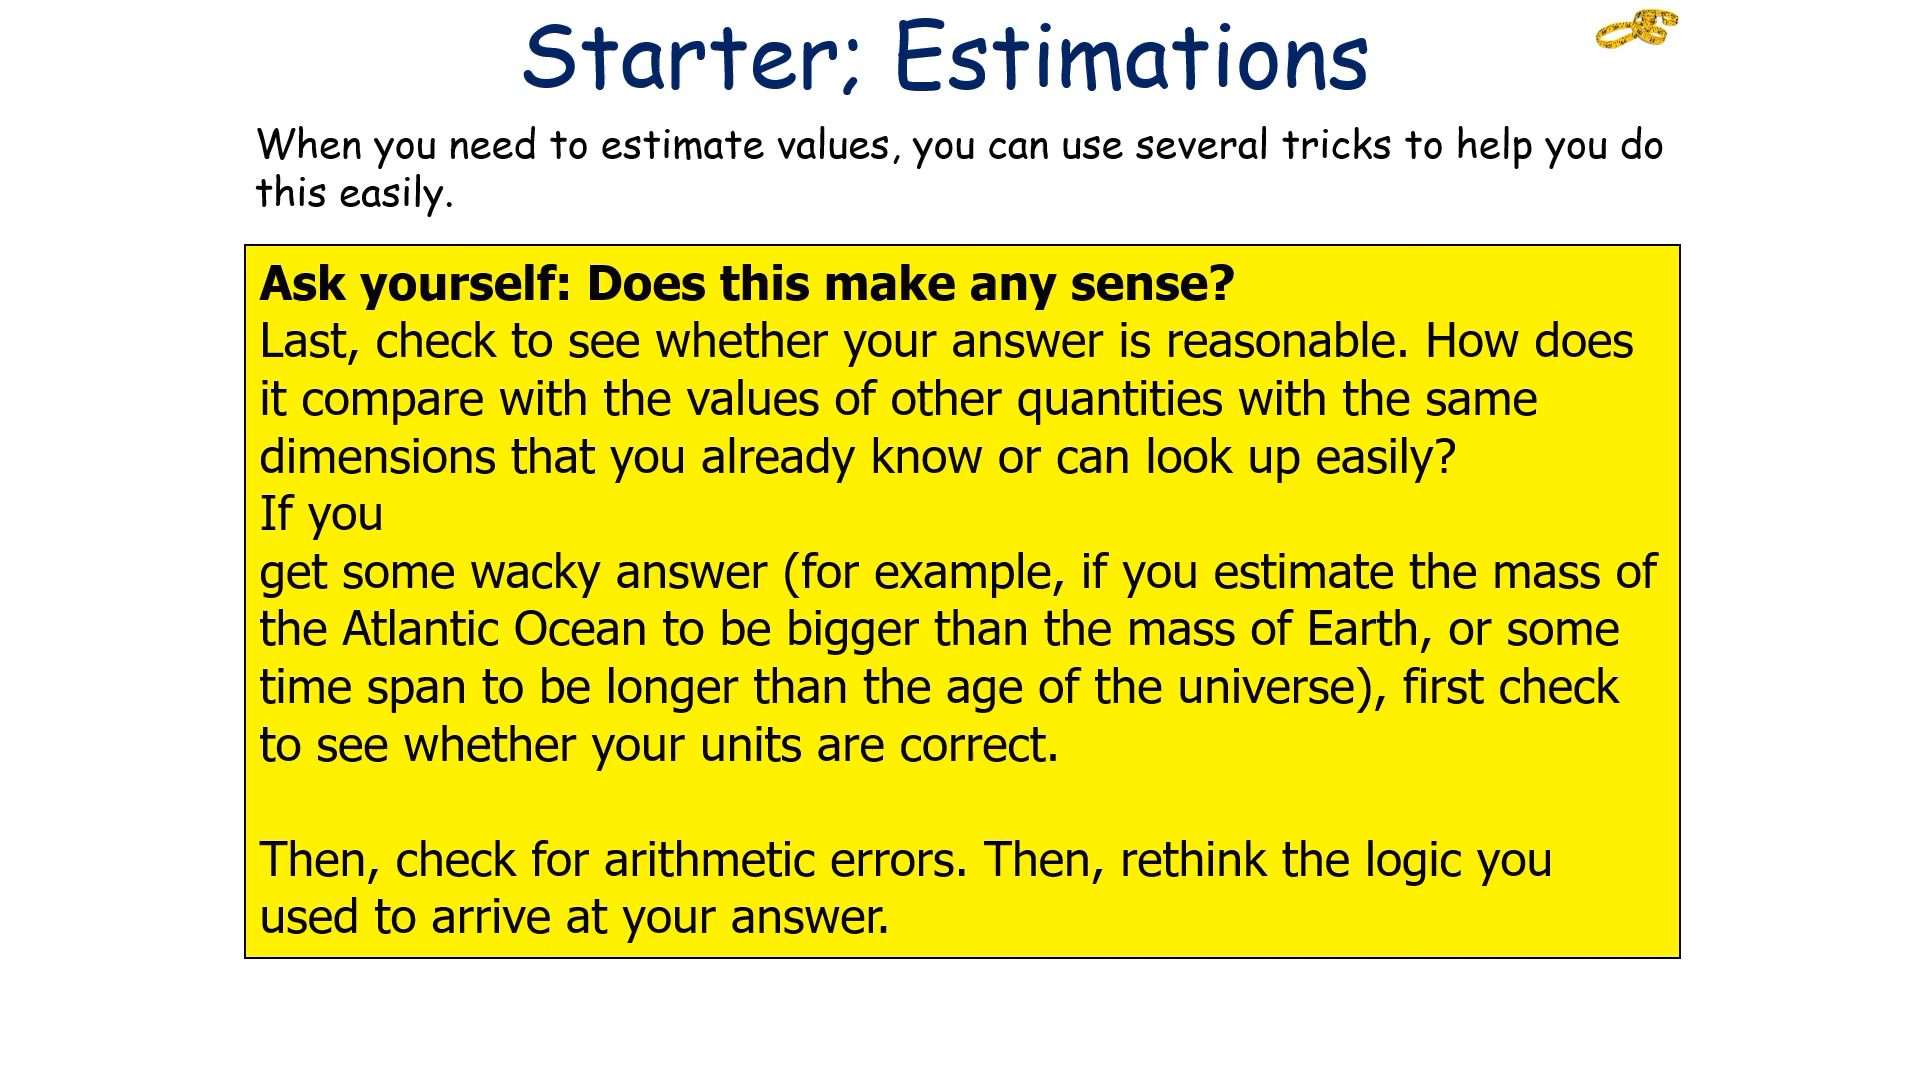 Starter; Estimations
When you need to estimate values, you can use several tricks to help you do
this easily.
Ask yourself: Does this make any sense?
Last, check to see whether your answer is reasonable. How does
it compare with the values of other quantities with the same
dimensions that you already know or can look up easily?
If you
get some wacky answer (for example, if you estimate the mass of
the Atlantic Ocean to be bigger than the mass of Earth, or some
time span to be longer than the age of the universe), first check
to see whether your units are correct.
Then, check for arithmetic errors. Then, rethink the logic you
used to arrive at your answer.